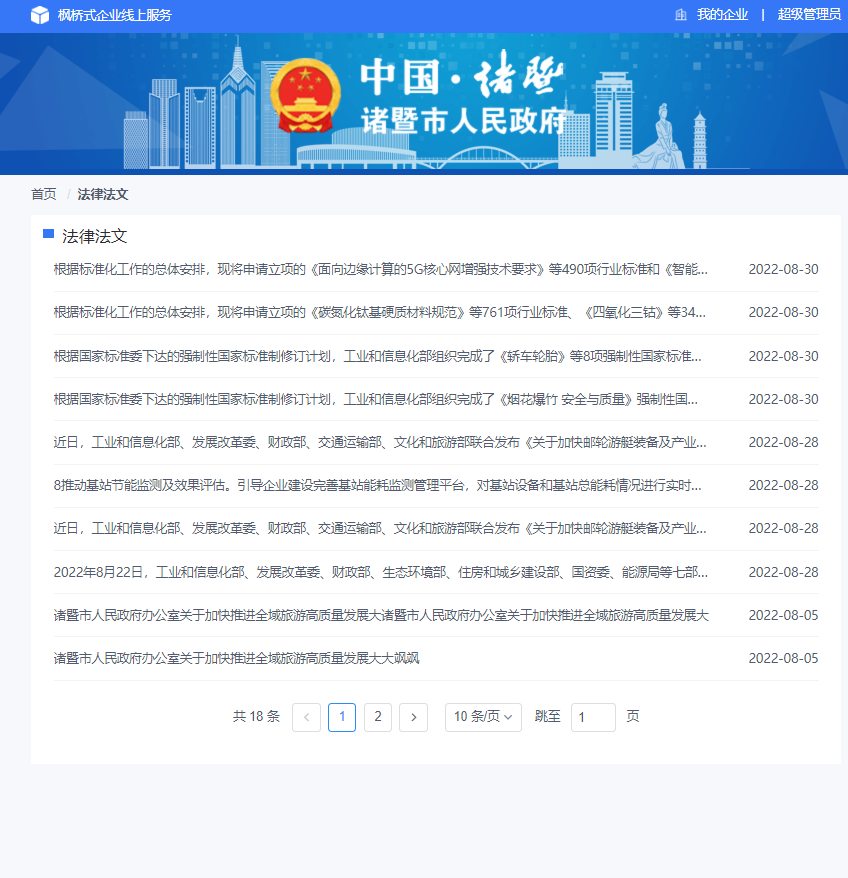 枫桥式企业线上服务
我的企业 | 超级管理员
中国·诸暨
诸暨市人民政府
首页 / 法律法文
法律法文
根据标准化工作的总体安排，现将申请立项的《面向边缘计算的5G核心网增强技术要求》等490项行业标准和《智能... 2022-08-30
根据标准化工作的总体安排，现将申请立项的《碳氮化钛基硬质材料规范》等761项行业标准、《四氧化三钴》等34... 2022-08-30
根据国家标准委下达的强制性国家标准制修订计划，工业和信息化部组织完成了《轿车轮胎》等8项强制性国家标准... 2022-08-30
根据国家标准委下达的强制性国家标准制修订计划，工业和信息化部组织完成了《烟花爆竹 安全与质量》强制性国... 2022-08-30
近日，工业和信息化部、发展改革委、财政部、交通运输部、文化和旅游部联合发布《关于加快邮轮游艇装备及产业... 2022-08-28
8推动基站节能监测及效果评估。引导企业建设完善基站能耗监测管理平台，对基站设备和基站总能耗情况进行实时... 2022-08-28
近日，工业和信息化部、发展改革委、财政部、交通运输部、文化和旅游部联合发布《关于加快邮轮游艇装备及产业... 2022-08-28
2022年8月22日，工业和信息化部、发展改革委、财政部、生态环境部、住房和城乡建设部、国资委、能源局等七部... 2022-08-28
诸暨市人民政府办公室关于加快推进全域旅游高质量发展大诸暨市人民政府办公室关于加快推进全域旅游高质量发展大 2022-08-05
诸暨市人民政府办公室关于加快推进全域旅游高质量发展大大飒飒 2022-08-05
共 18 条 1 2 10 条/页 跳至 1 页